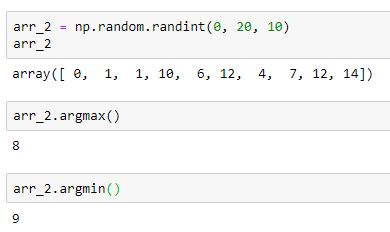 arr_2 = np.random.randint(0, 20, 10)
arr_2
array([ 0,  1,  1, 10,  6, 12,  4,  7, 12, 14])
arr_2.argmax()
8
arr_2.argmin()
9